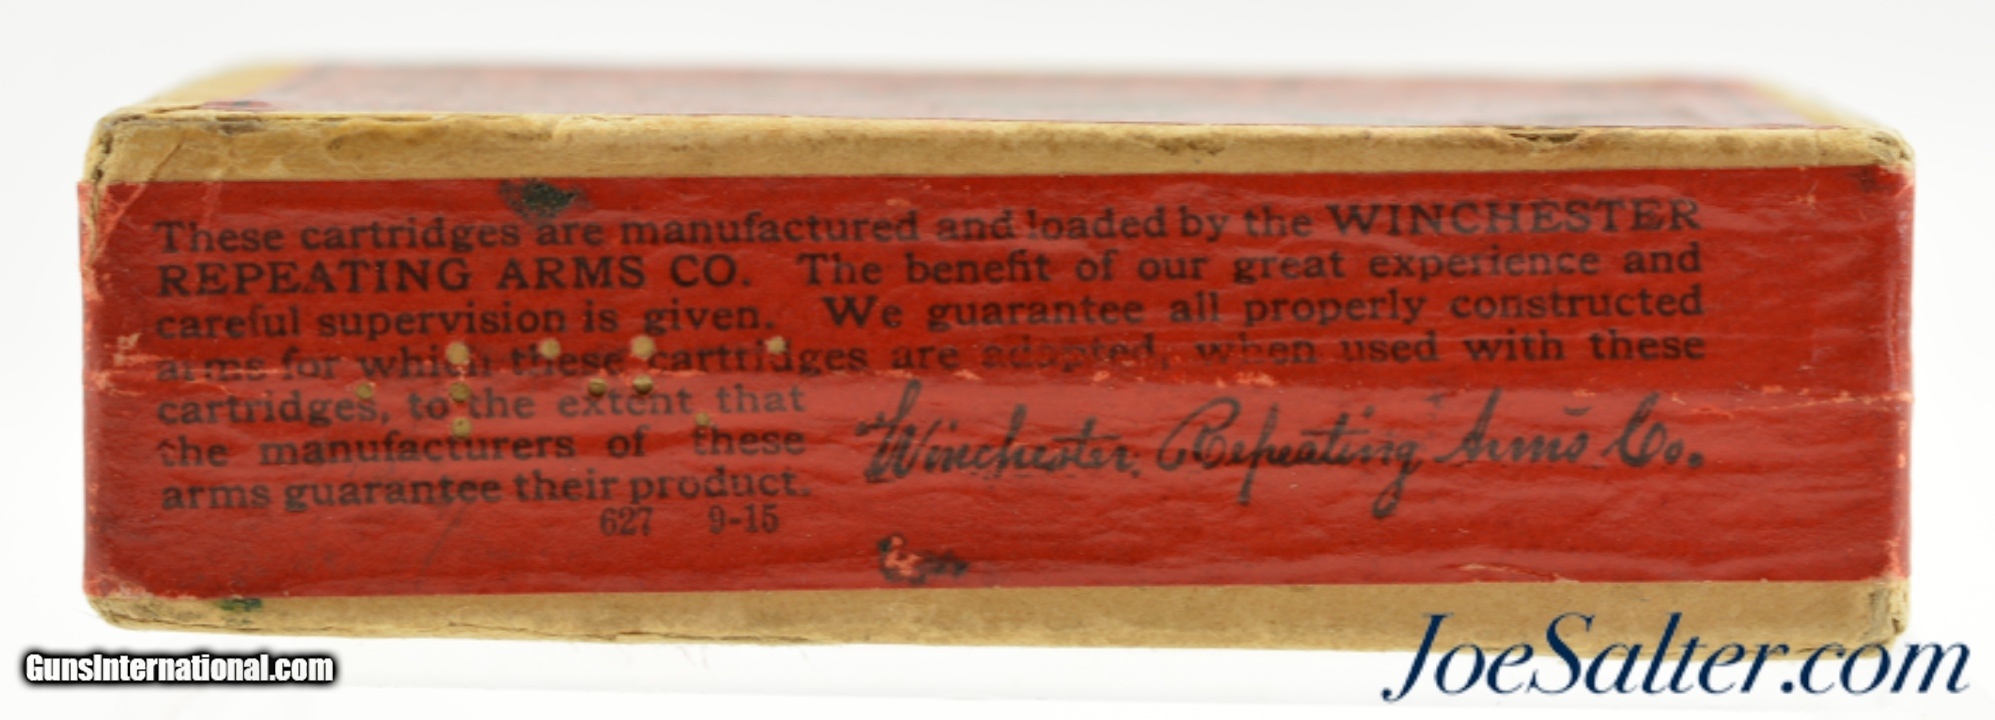 These cartridges are manufactured and loaded by the WINCHESTER
REPEATING ARMS CO. The benefit of our great experience and
careful supervision is given. We guarantee all properly constructed
arms for which these cartridges are adapted, when used with these
cartridges, to the extent that
the manufacturers of these
arms guarantee their product.
Winchester Repeating Arms Co.
627 9-15
GunsInternational.com
JoeSalter.com